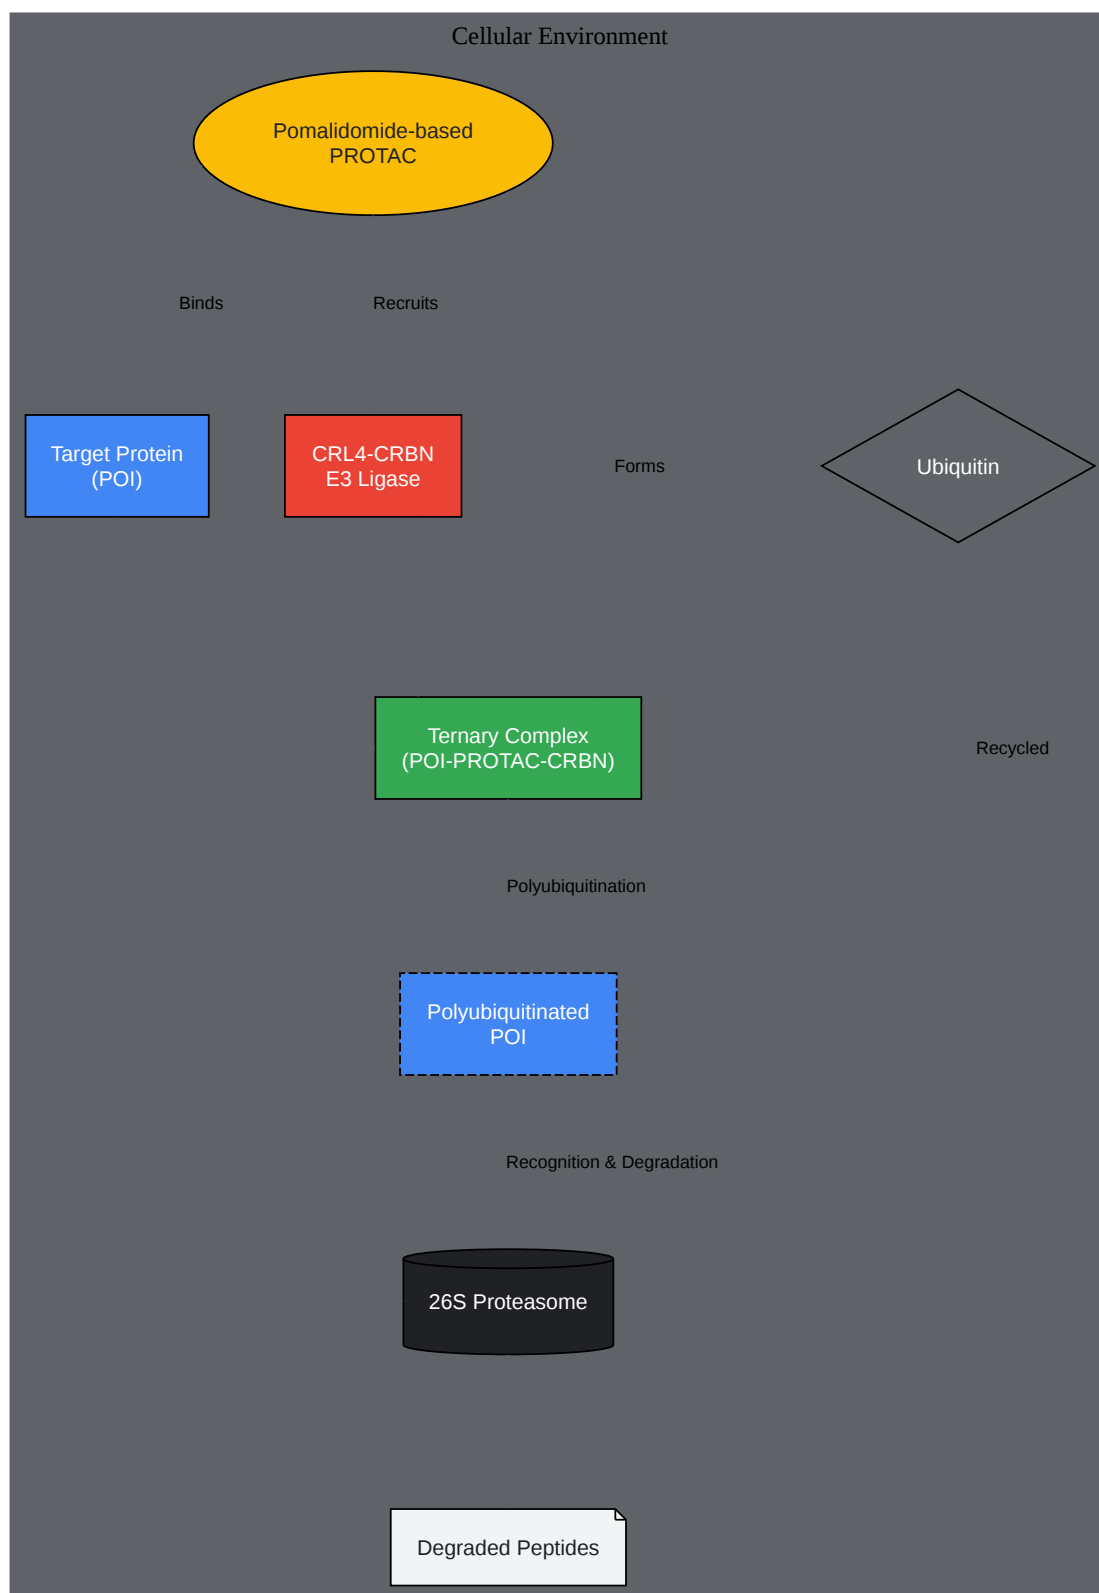 Cellular Environment
Pomalidomide-based
PROTAC
Binds
Recruits
Target Protein
(POI)
CRL4-CRBN
E3 Ligase
Forms
Ubiquitin
Ternary Complex
(POI-PROTAC-CRBN)
Recycled
Polyubiquitination
Polyubiquitinated
POI
Recognition & Degradation
26S Proteasome
Degraded Peptides